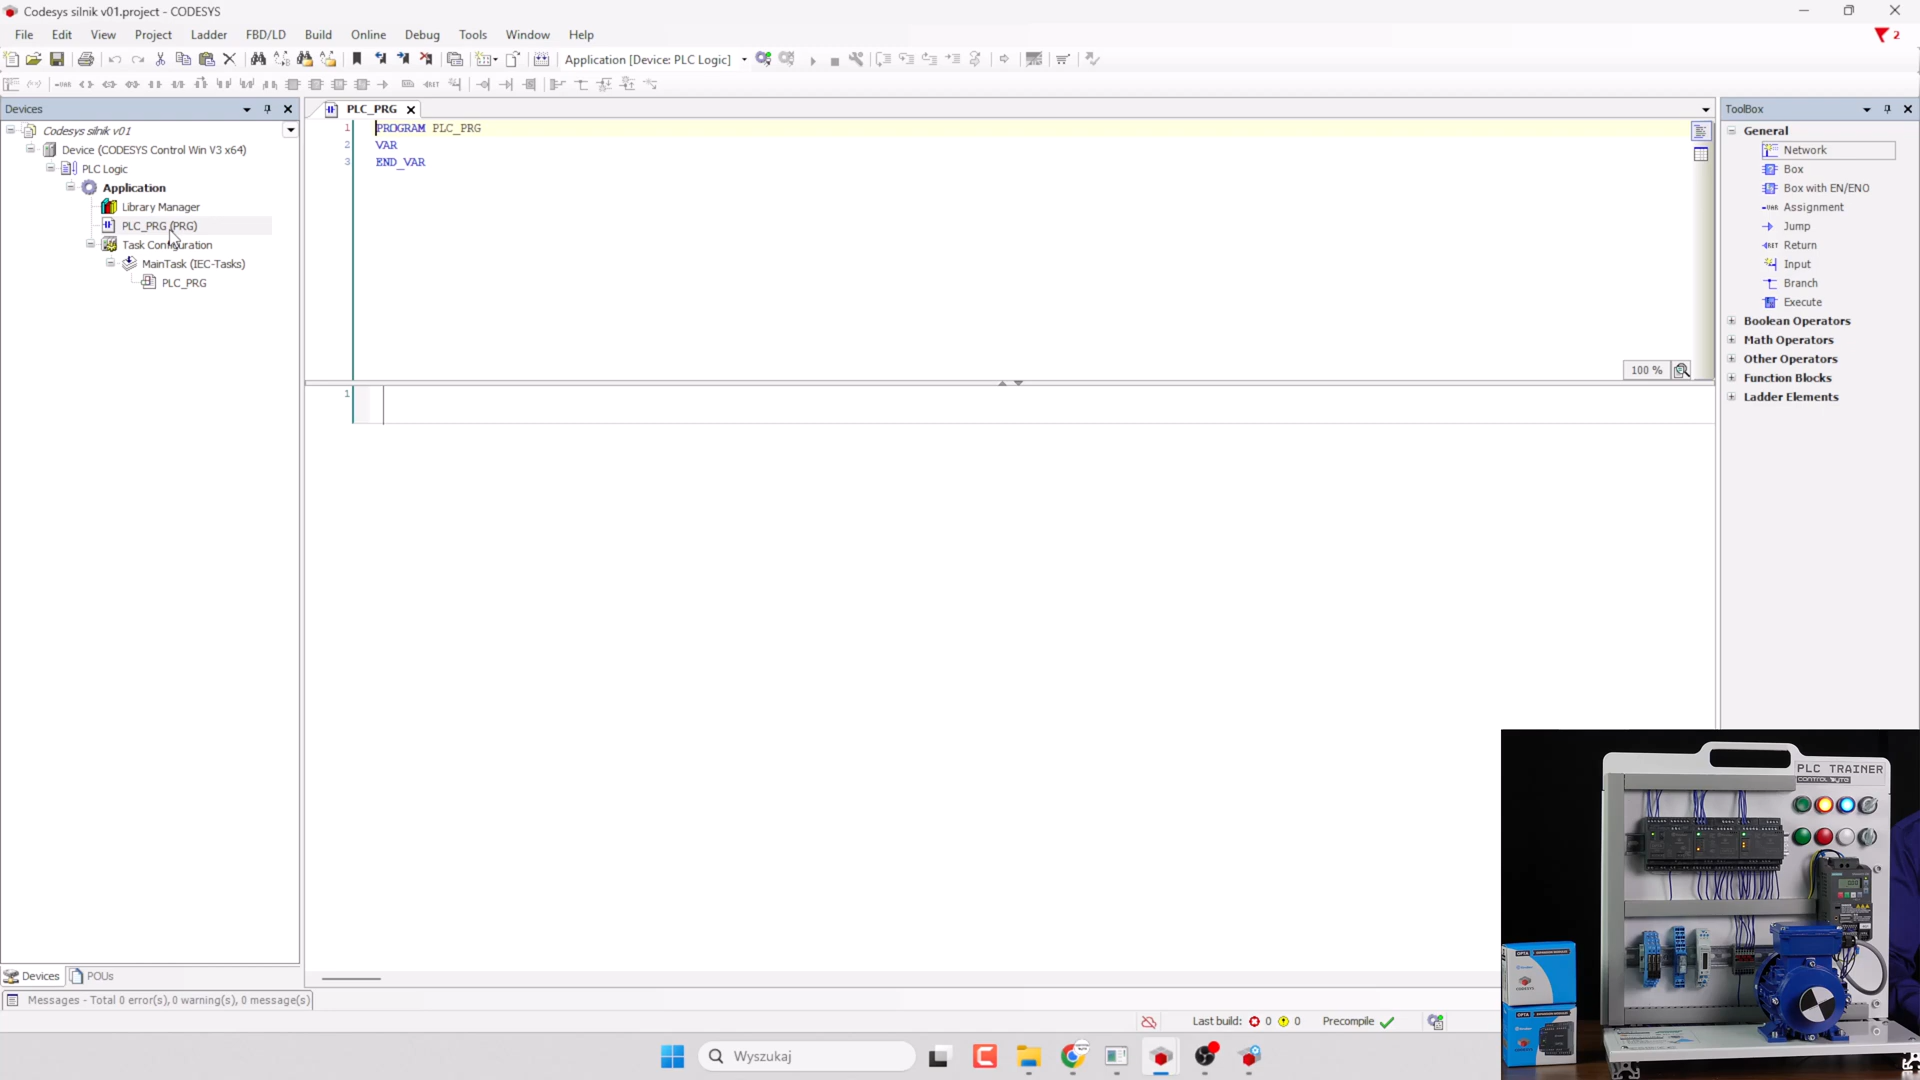 Codesys silnik v01.project - CODESYS
File Edit View Project Ladder FBD/LD Build Online Debug Tools Window Help
2
Application [Device: PLC Logic]
Devices
PLC_PRG
ToolBox
Codesys silnik v01
Device (CODESYS Control Win V3 x64)
PLC Logic
Application
Library Manager
PLC_PRG (PRG)
Task Configuration
MainTask (IEC-Tasks)
PLC_PRG
1 PROGRAM PLC_PRG
2 VAR
3 END_VAR
100 %
1
General
Network
Box
Box with EN/ENO
Assignment
Jump
Return
Input
Branch
Execute
Boolean Operators
Math Operators
Other Operators
Function Blocks
Ladder Elements
PLC TRAINER
OPTA
CODESYS
OPTA
Devices POUs
Messages - Total 0 error(s), 0 warning(s), 0 message(s)
Last build: 0 0 Precompile
Wyszukaj